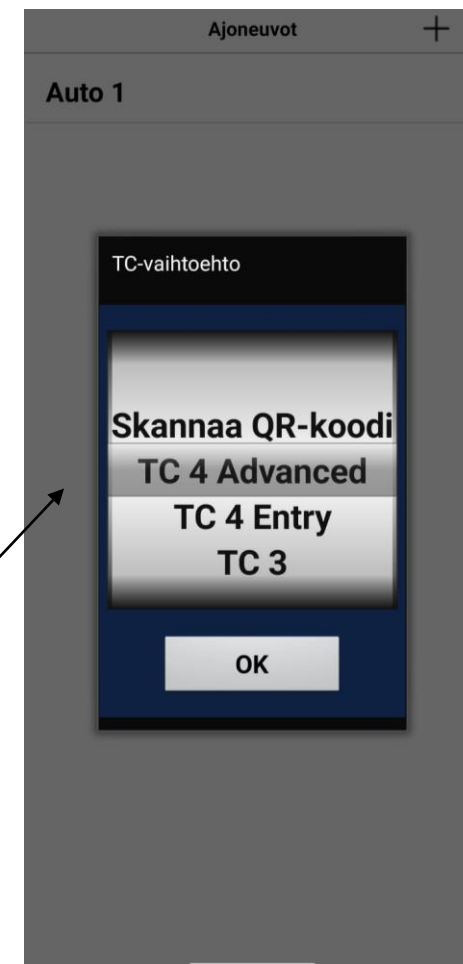 Ajoneuvot
Auto 1
TC-vaihtoehto
Skannaa QR-koodi
TC 4 Advanced
TC 4 Entry
TC 3
OK